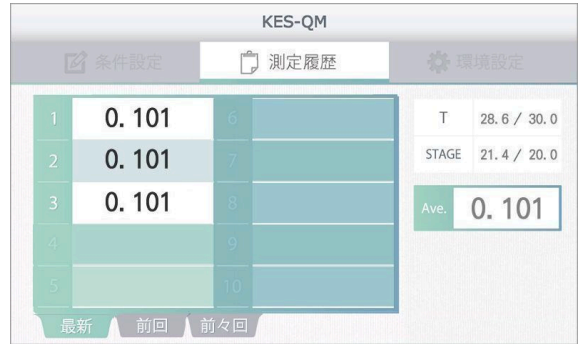 KES-QM
条件設定 測定履歴 環境設定
1 0.101 6
2 0.101 7
3 0.101 8
4 9
5 10
T 28.6 / 30.0
STAGE 21.4 / 20.0
Ave. 0.101
最新 前回 前々回